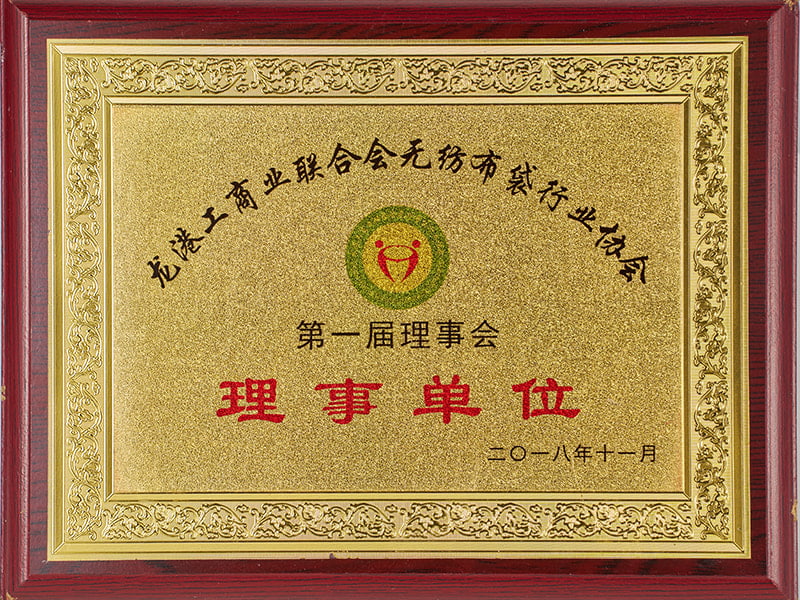 龙港工商业联合会无纺布袋行业协会
第一届理事会
理事单位
二〇一八年十一月